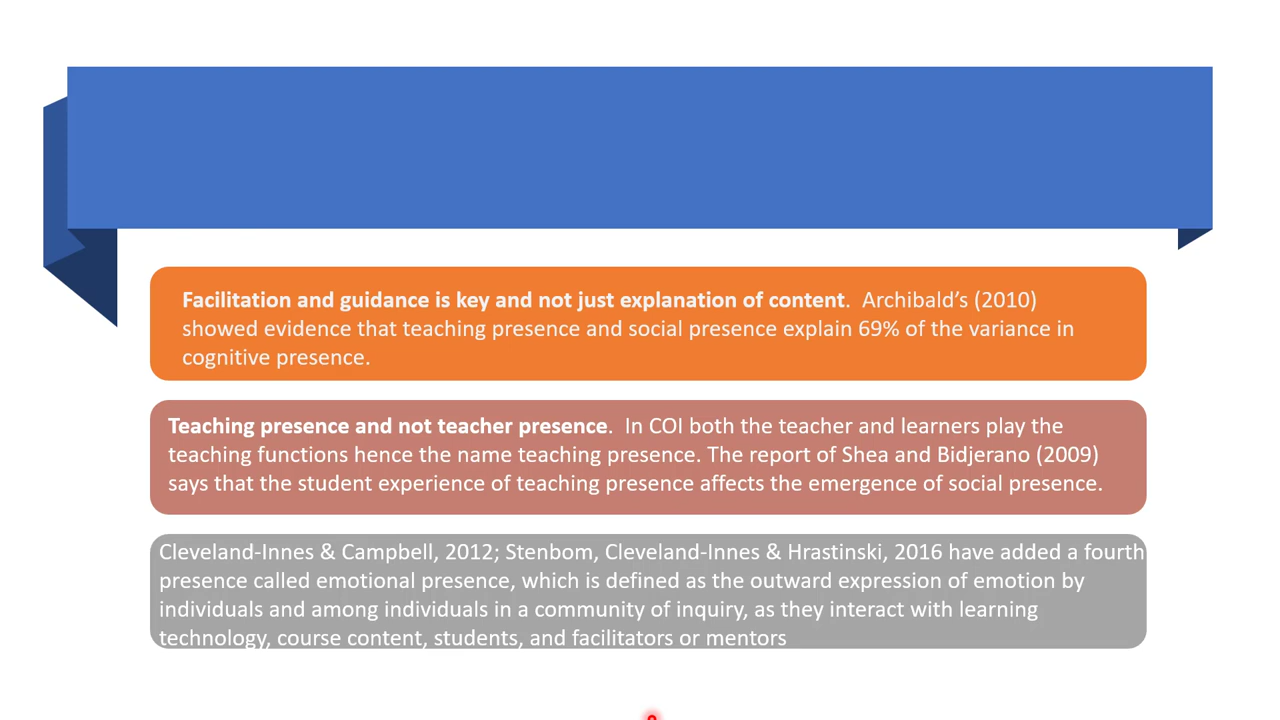 Facilitation and guidance is key and not just explanation of content.  Archibald's (2010)
showed evidence that teaching presence and social presence explain 69% of the variance in
cognitive presence.
Teaching presence and not teacher presence.  In COI both the teacher and learners play the
teaching functions hence the name teaching presence. The report of Shea and Bidjerano (2009)
says that the student experience of teaching presence affects the emergence of social presence.
Cleveland-Innes & Campbell, 2012; Stenbom, Cleveland-Innes & Hrastinski, 2016 have added a fourth
presence called emotional presence, which is defined as the outward expression of emotion by
individuals and among individuals in a community of inquiry, as they interact with learning
technology, course content, students, and facilitators or mentors